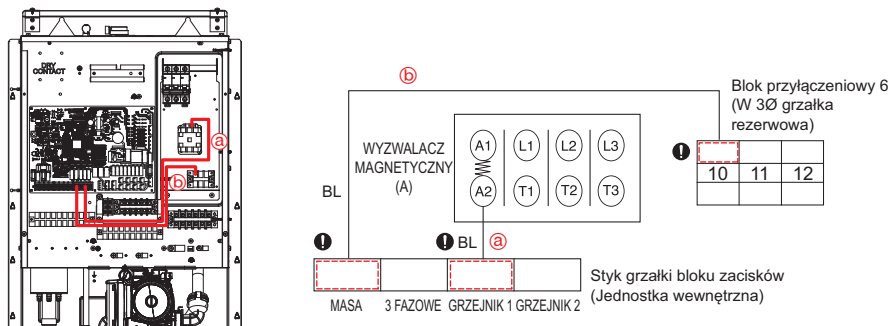 DRY
CONTACT
ⓐ
ⓑ
ⓑ
Blok przyłączeniowy 6
(W 3Ø grzałka
rezerwowa)
WYZWALACZ
MAGNETYCZNY
(A)
A1 L1 L2 L3
A2 T1 T2 T3
10 11 12
BL
BL ⓐ
Styk grzałki bloku zacisków
(Jednostka wewnętrzna)
MASA 3 FAZOWE GRZEJNIK 1 GRZEJNIK 2